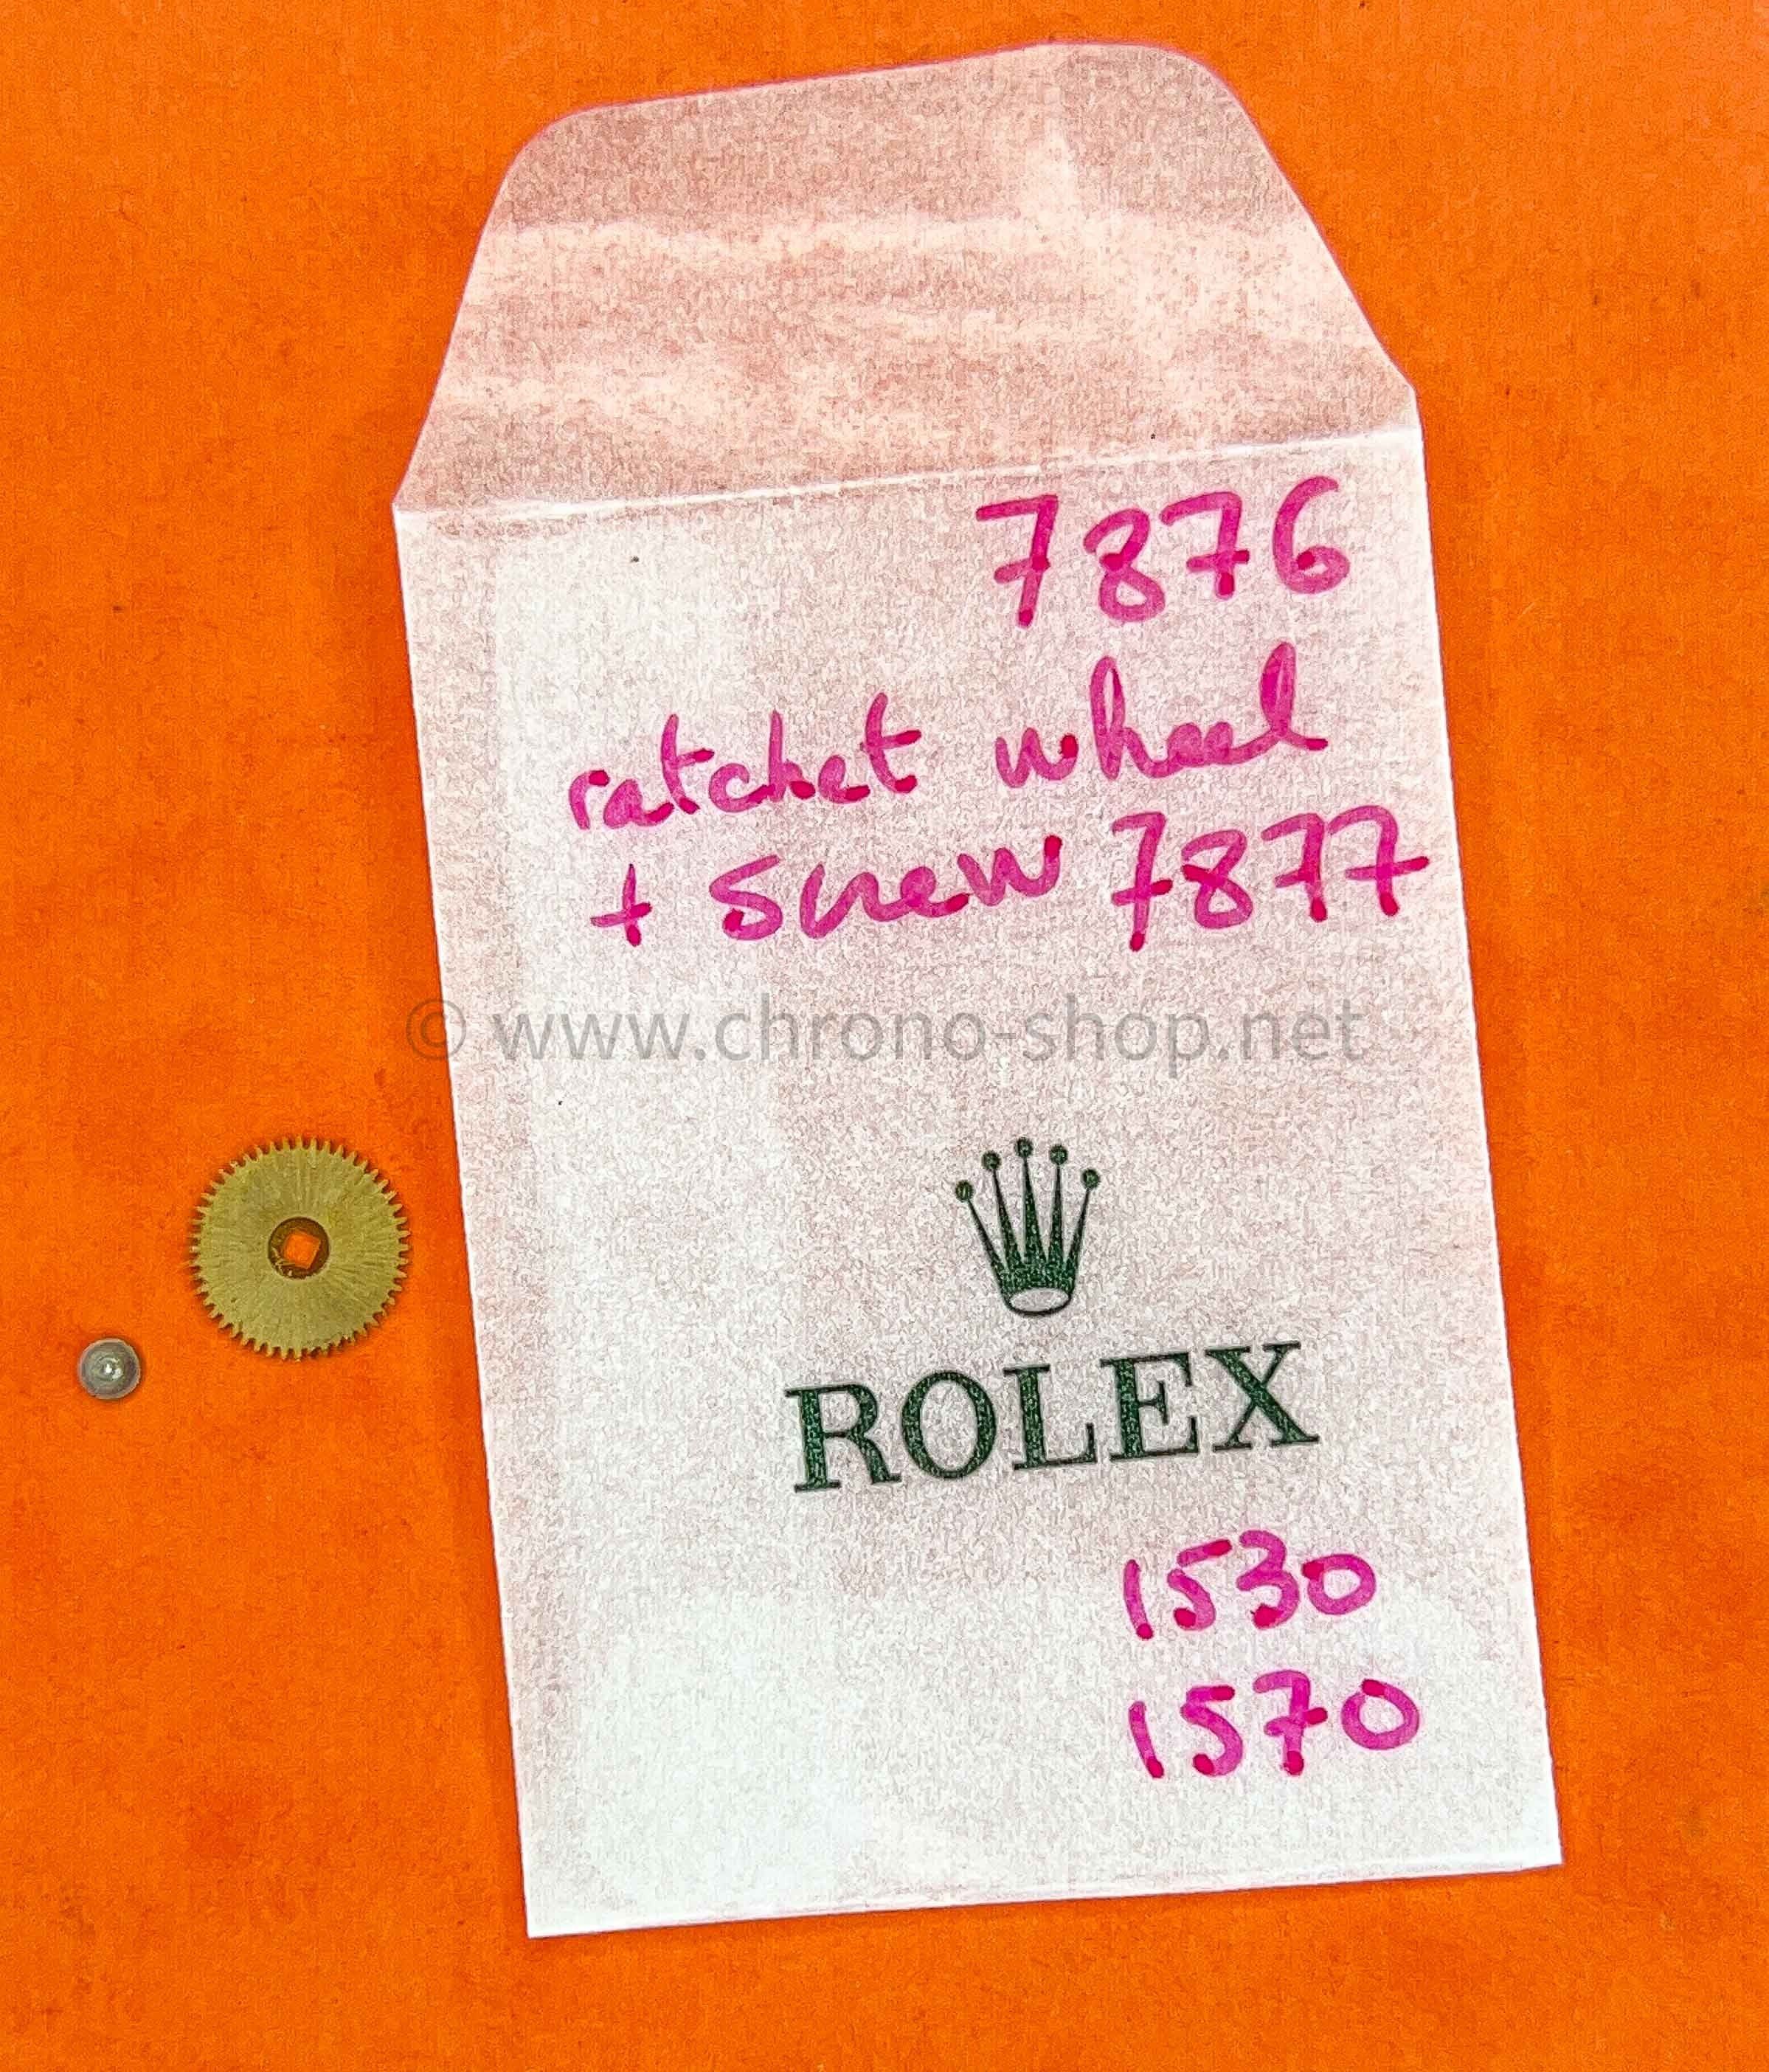 7876
ratchet wheel
+ screw 7877
© www.chrono-shop.net
ROLEX
1530
1570